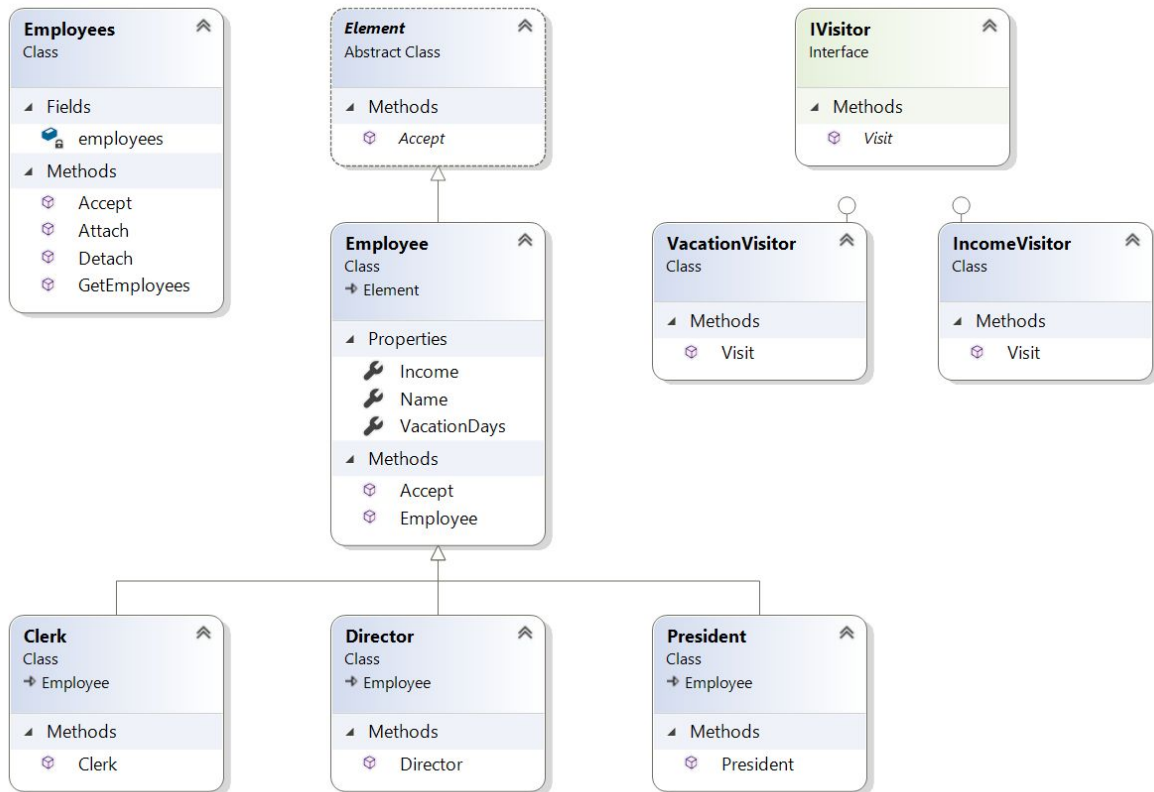 Employees
Class
Fields
employees
Methods
Accept
Attach
Detach
GetEmployees
Element
Abstract Class
Methods
Accept
IVisitor
Interface
Methods
Visit
Employee
Class
Element
Properties
Income
Name
VacationDays
Methods
Accept
Employee
VacationVisitor
Class
Methods
Visit
IncomeVisitor
Class
Methods
Visit
Clerk
Class
Employee
Methods
Clerk
Director
Class
Employee
Methods
Director
President
Class
Employee
Methods
President